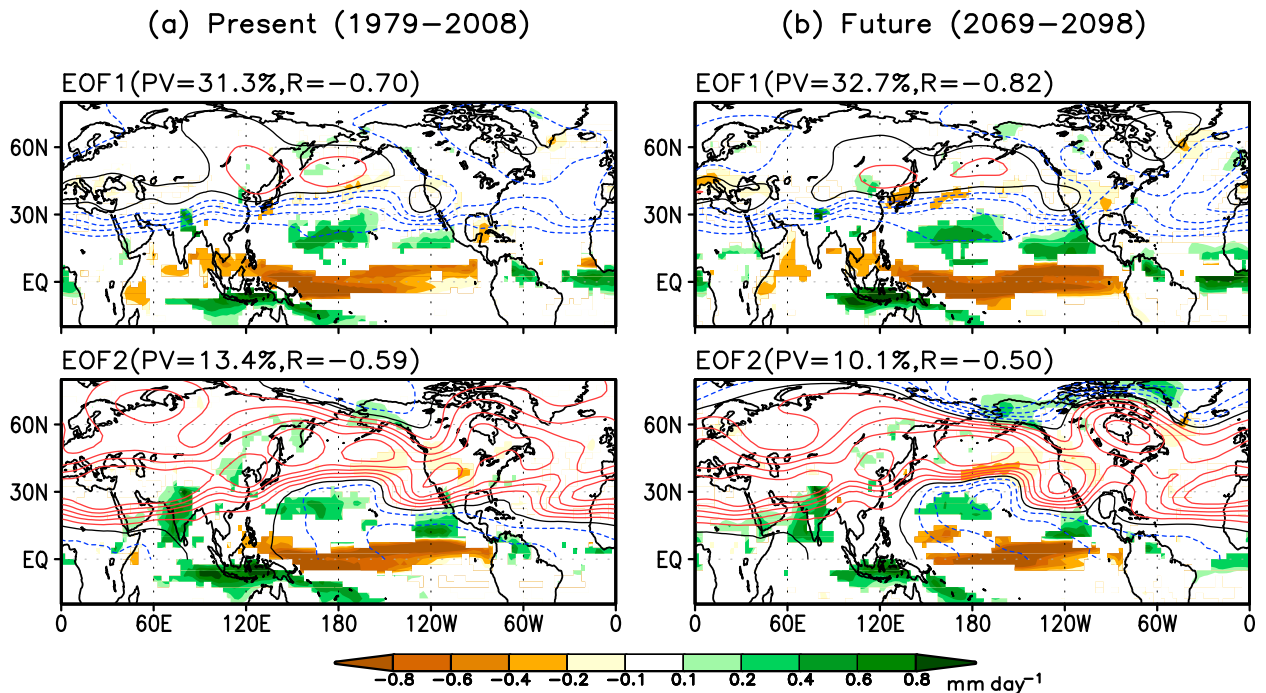 (a) Present (1979−2008)
(b) Future (2069−2098)
EOF1(PV=31.3%,R=−0.70)
EOF1(PV=32.7%,R=−0.82)
60N
30N
EQ
60N
30N
EQ
EOF2(PV=13.4%,R=−0.59)
EOF2(PV=10.1%,R=−0.50)
60N
30N
EQ
60N
30N
EQ
0 60E 120E 180 120W 60W 0
0 60E 120E 180 120W 60W 0
−0.8 −0.6 −0.4 −0.2 −0.1 0.1 0.2 0.4 0.6 0.8 mm day⁻¹